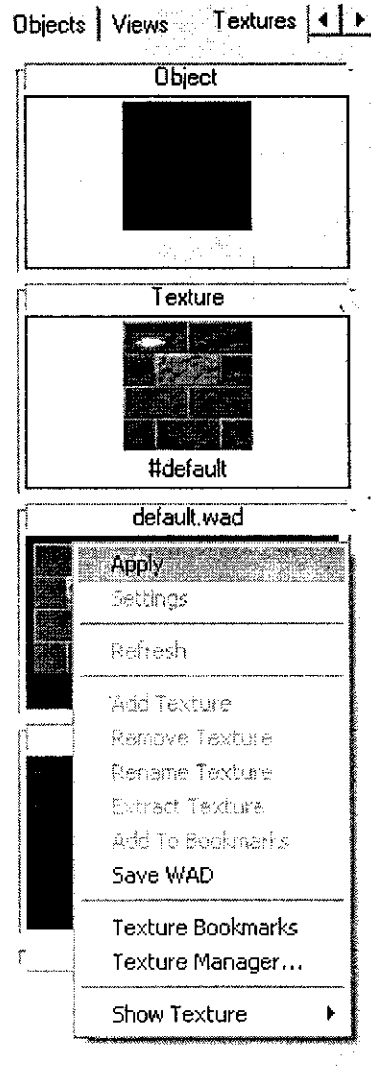 Objects Views Textures
Object
Texture
#default
default.wad
Apply
Settings
Refresh
Add Texture
Remove Texture
Rename Texture
Extract Texture
Add To Bookmarks
Save WAD
Texture Bookmarks
Texture Manager...
Show Texture